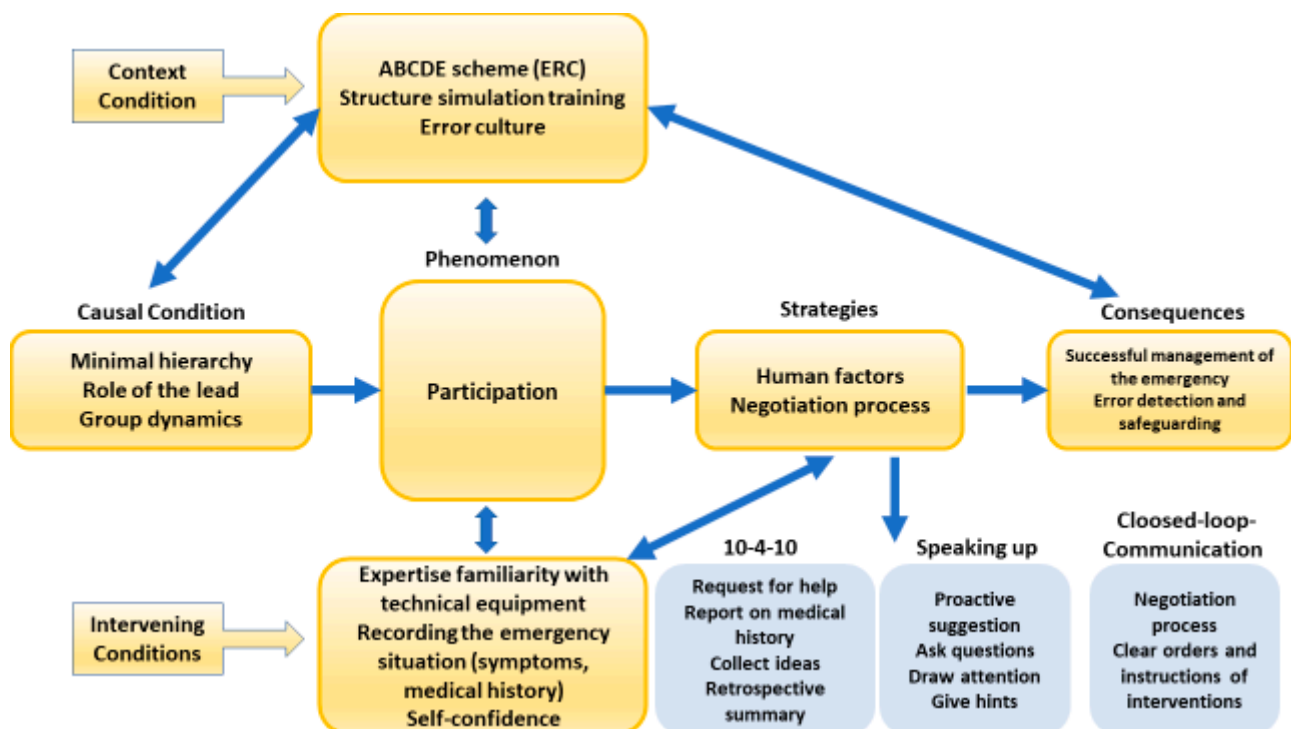 Context
Condition
ABCDE scheme (ERC)
Structure simulation training
Error culture
Phenomenon
Causal Condition
Minimal hierarchy
Role of the lead
Group dynamics
Participation
Strategies
Human factors
Negotiation process
Consequences
Successful management of
the emergency
Error detection and
safeguarding
Intervening
Conditions
Expertise familiarity with
technical equipment
Recording the emergency
situation (symptoms,
medical history)
Self-confidence
10-4-10
Request for help
Report on medical
history
Collect ideas
Retrospective
summary
Speaking up
Proactive
suggestion
Ask questions
Draw attention
Give hints
Cloosed-loop-
Communication
Negotiation
process
Clear orders and
instructions of
interventions